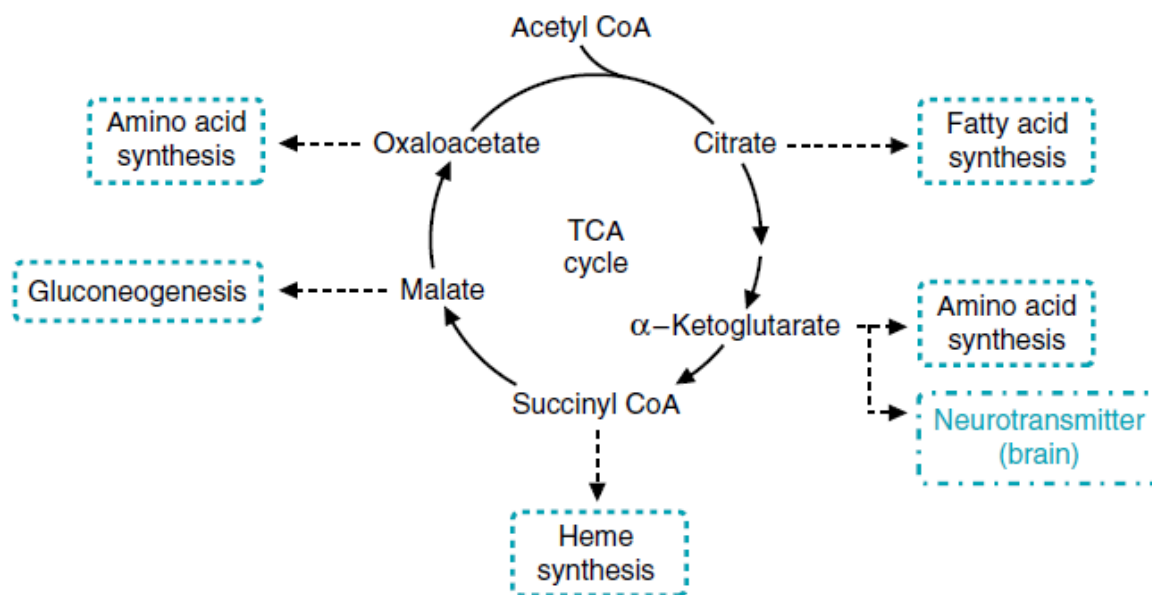 Acetyl CoA
Amino acid
synthesis
Oxaloacetate
Citrate
Fatty acid
synthesis
TCA
cycle
Gluconeogenesis
Malate
α–Ketoglutarate
Amino acid
synthesis
Succinyl CoA
Neurotransmitter
(brain)
Heme
synthesis